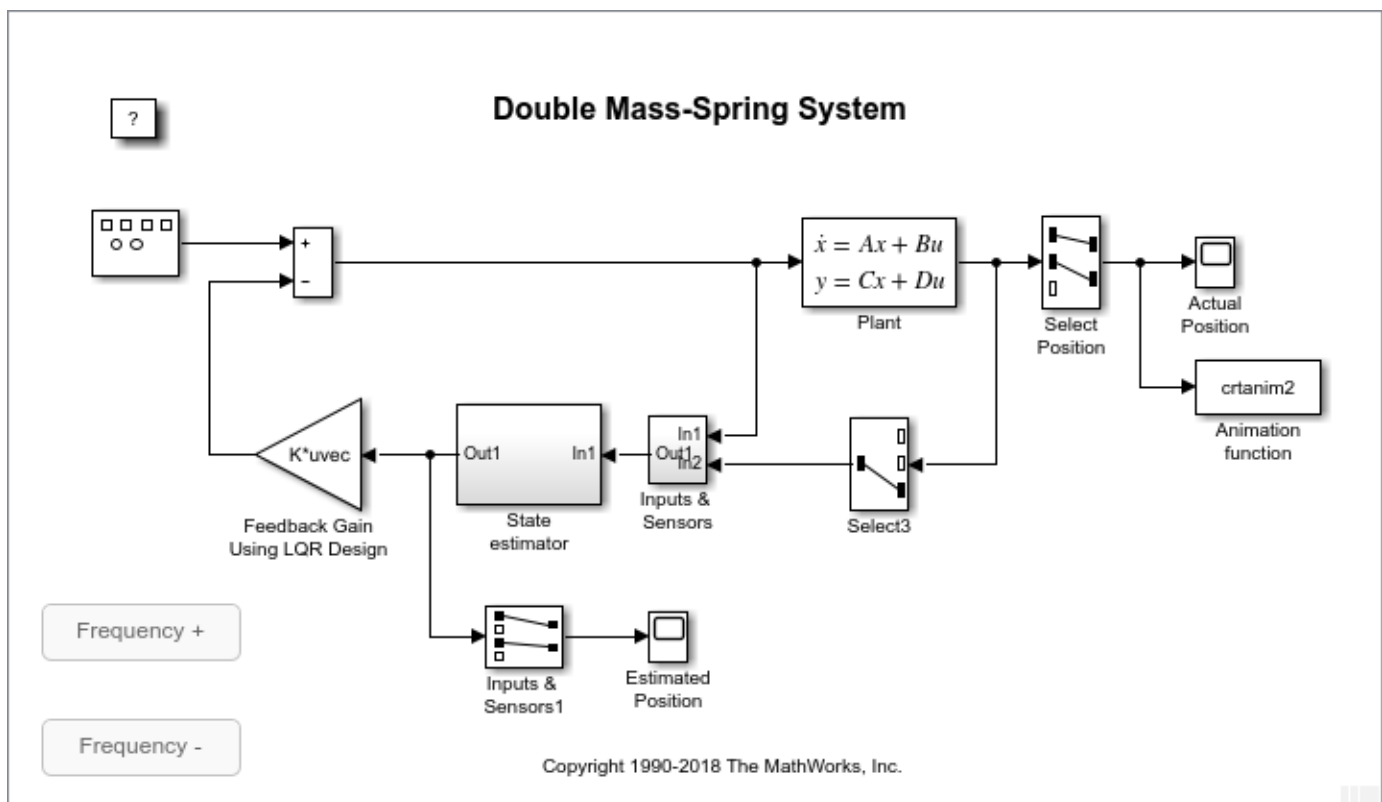 Double Mass-Spring System
?
+
−
ẋ = Ax + Bu
y = Cx + Du
Plant
Select
Position
Actual
Position
crtanim2
Animation
function
K*uvec
Feedback Gain
Using LQR Design
Out1
In1
State
estimator
In1
Out1
In2
Inputs &
Sensors
Select3
Inputs &
Sensors1
Estimated
Position
Frequency +
Frequency -
Copyright 1990-2018 The MathWorks, Inc.